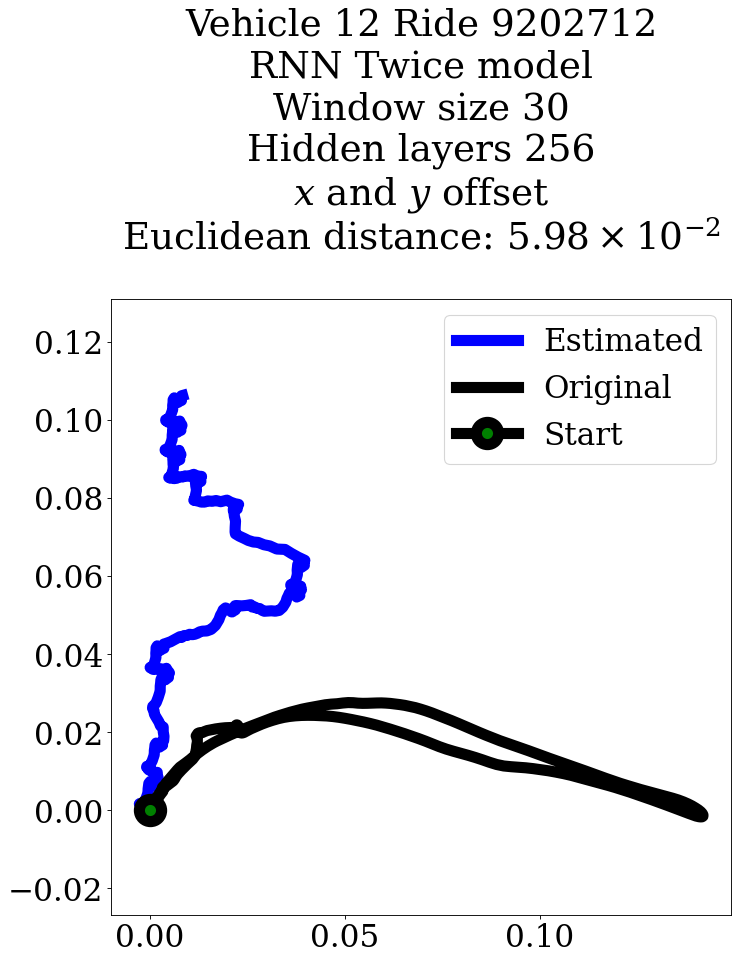 Vehicle 12 Ride 9202712
RNN Twice model
Window size 30
Hidden layers 256
x and y offset
Euclidean distance: 5.98 × 10⁻²
Estimated
Original
Start
0.12
0.10
0.08
0.06
0.04
0.02
0.00
−0.02
0.00 0.05 0.10